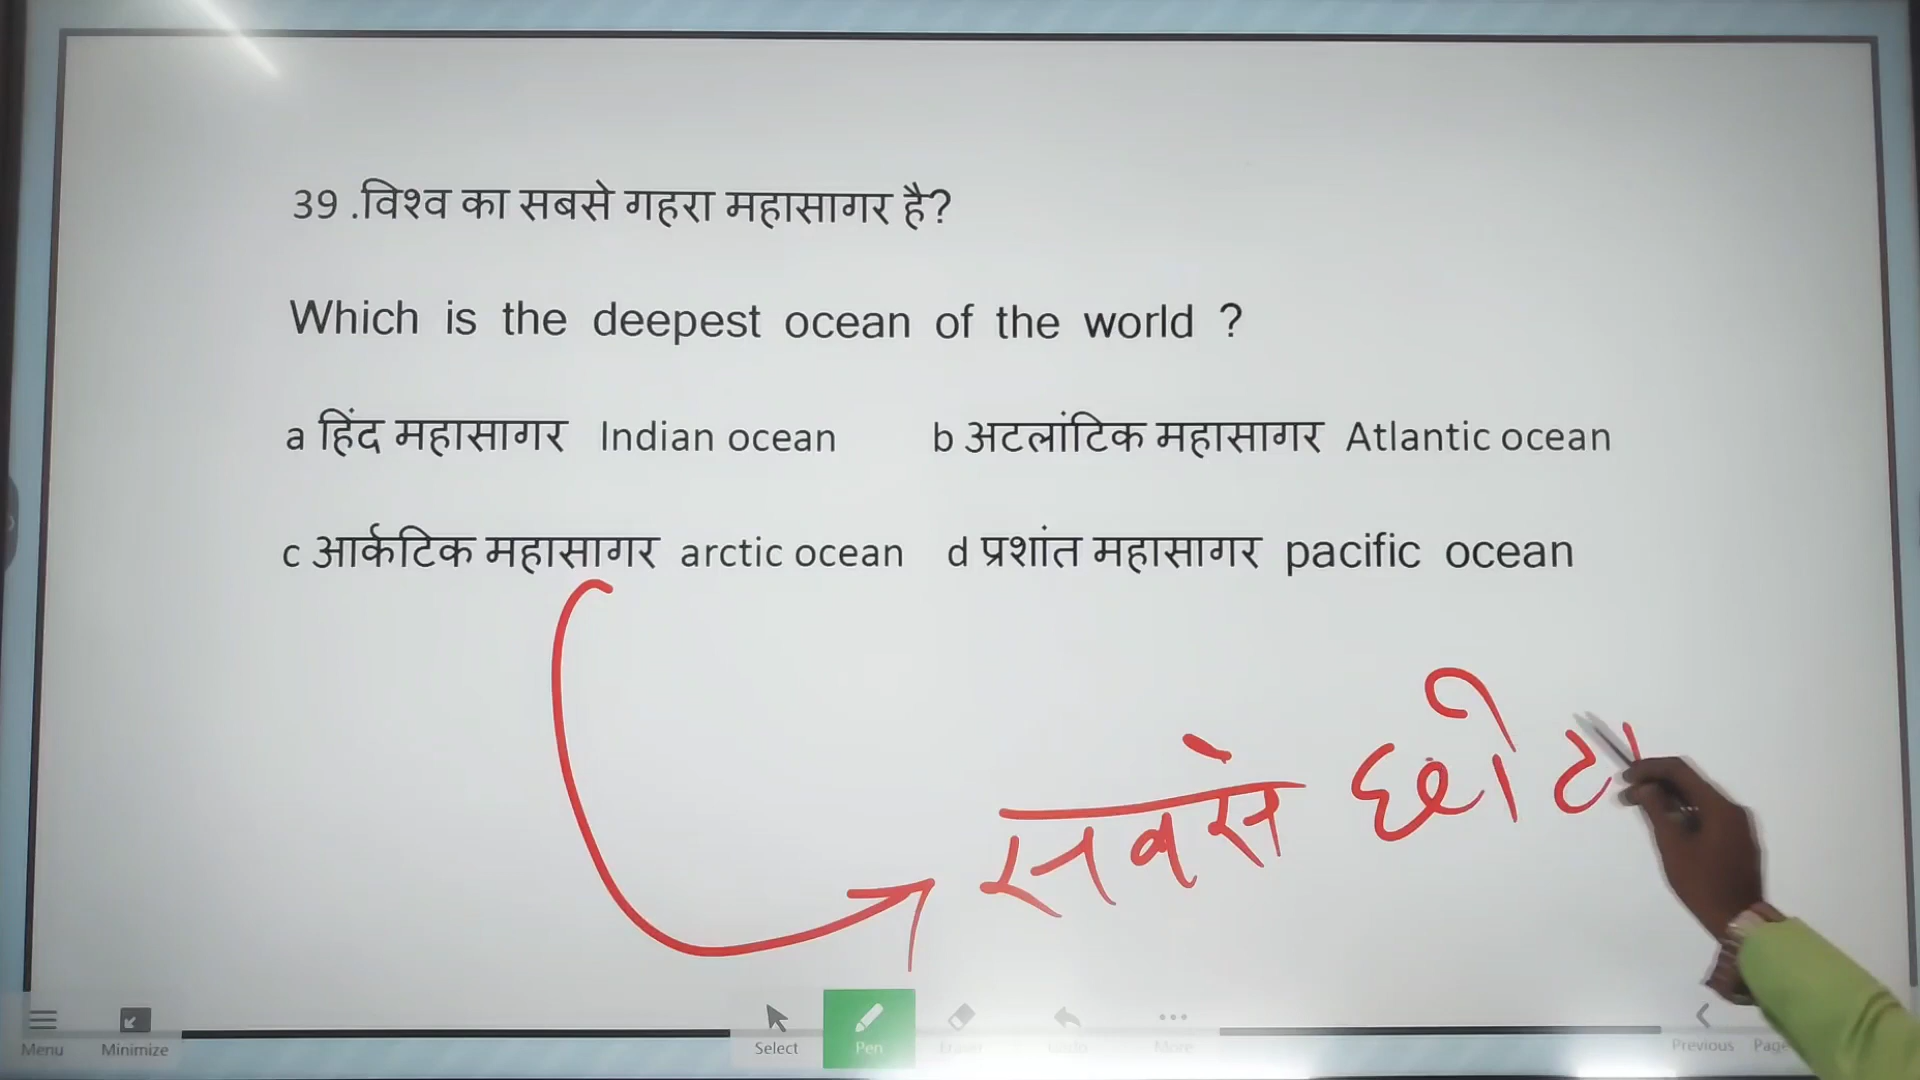 39 .विश्व का सबसे गहरा महासागर है?
Which is the deepest ocean of the world ?
a हिंद महासागर Indian ocean b अटलांटिक महासागर Atlantic ocean
c आर्कटिक महासागर arctic ocean d प्रशांत महासागर pacific ocean
सबसे छोटा
Menu Minimize Select Pen Eraser Undo More Previous Page